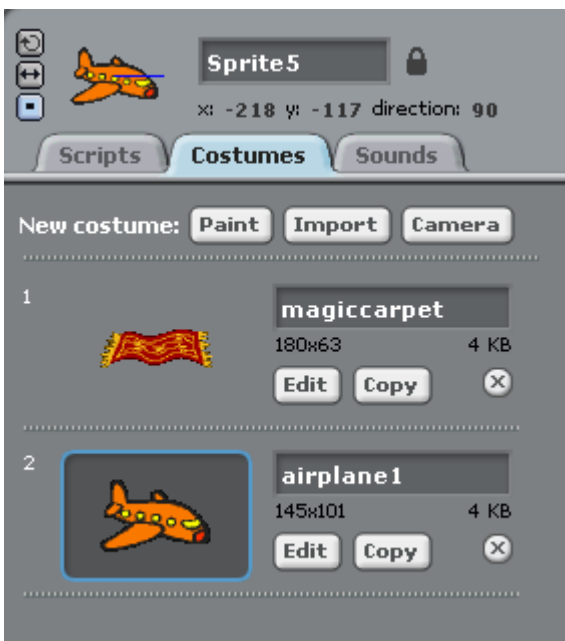 Sprite5
x: -218 y: -117 direction: 90
Scripts Costumes Sounds
New costume: Paint Import Camera
1
magiccarpet
180x63 4 KB
Edit Copy
2
airplane1
145x101 4 KB
Edit Copy